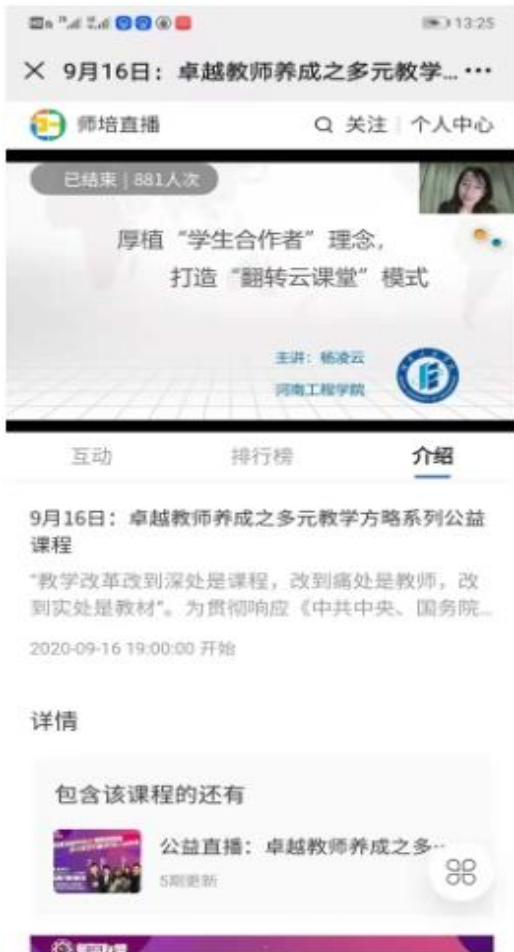 13:25
9月16日：卓越教师养成之多元教学...
师培直播
关注
个人中心
已结束 | 881人次
厚植“学生合作者”理念，
打造“翻转云课堂”模式
主讲：杨凌云
河南工程学院
互动
排行榜
介绍
9月16日：卓越教师养成之多元教学方略系列公益
课程
“教学改革改到深处是课程，改到痛处是教师，改
到实处是教材”。为贯彻响应《中共中央、国务院...
2020-09-16 19:00:00 开始
详情
包含该课程的还有
公益直播：卓越教师养成之多...
5期更新